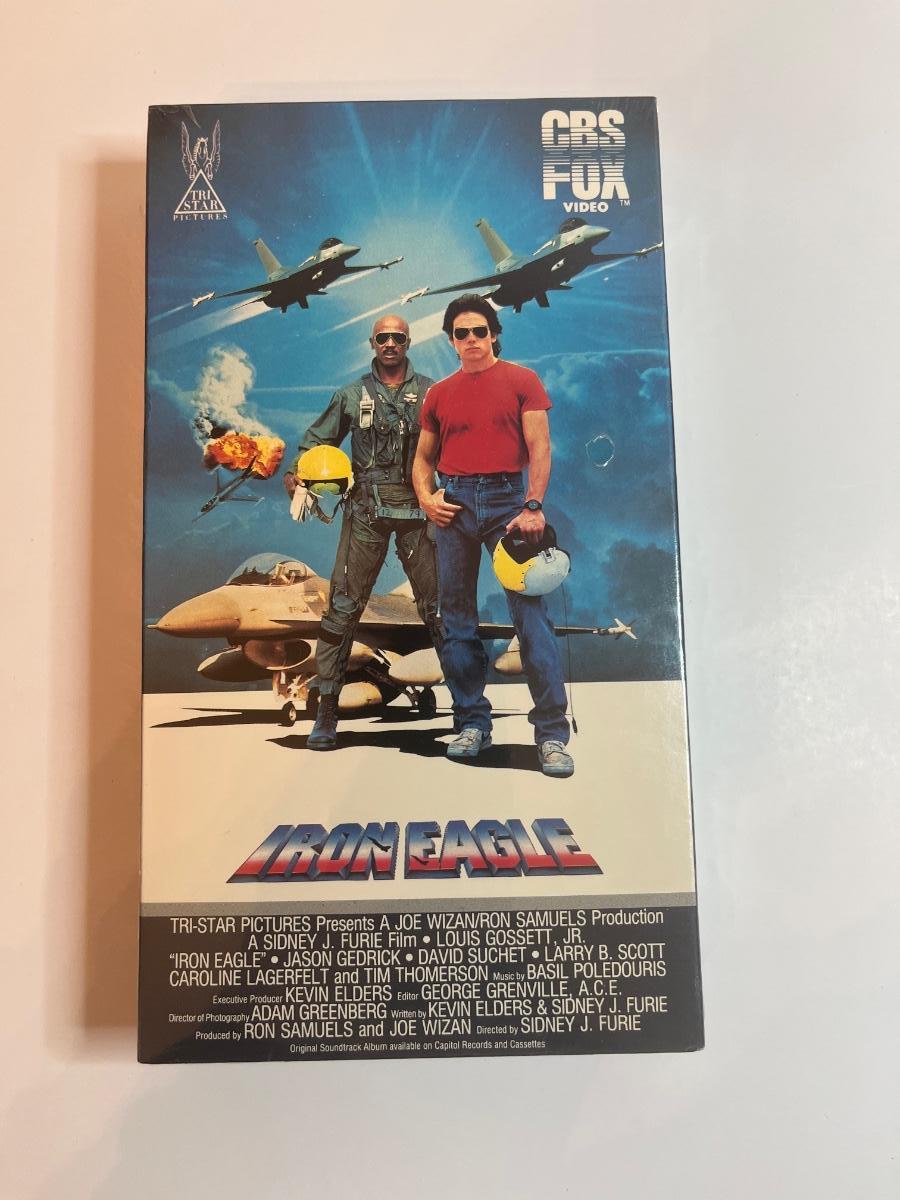 TRI
STAR
PICTURES
CBS
FOX
VIDEO ™
12 79
IRON EAGLE
TRI-STAR PICTURES Presents A JOE WIZAN/RON SAMUELS Production
A SIDNEY J. FURIE Film • LOUIS GOSSETT, JR.
"IRON EAGLE" • JASON GEDRICK • DAVID SUCHET • LARRY B. SCOTT
CAROLINE LAGERFELT and TIM THOMERSON Music by BASIL POLEDOURIS
Executive Producer KEVIN ELDERS Editor GEORGE GRENVILLE, A.C.E.
Director of Photography ADAM GREENBERG Written by KEVIN ELDERS & SIDNEY J. FURIE
Produced by RON SAMUELS and JOE WIZAN Directed by SIDNEY J. FURIE
Original Soundtrack Album available on Capitol Records and Cassettes